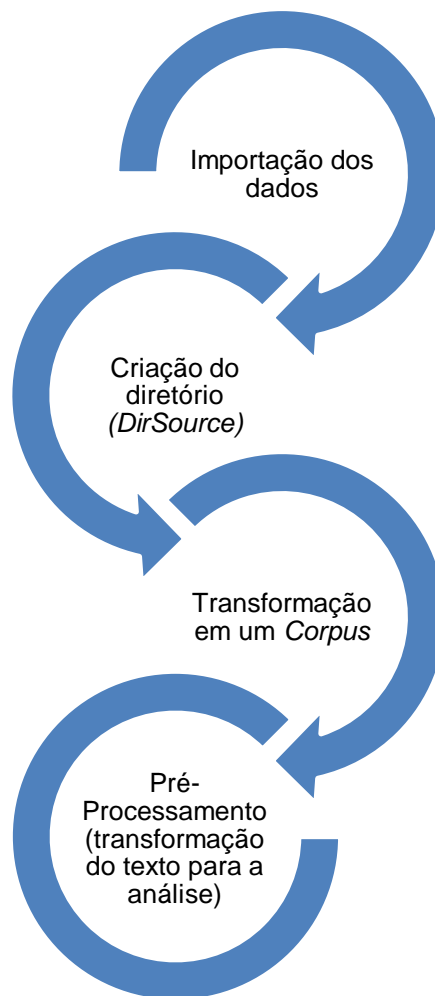 Importação dos
dados
Criação do
diretório
(DirSource)
Transformação
em um Corpus
Pré-
Processamento
(transformação
do texto para a
análise)